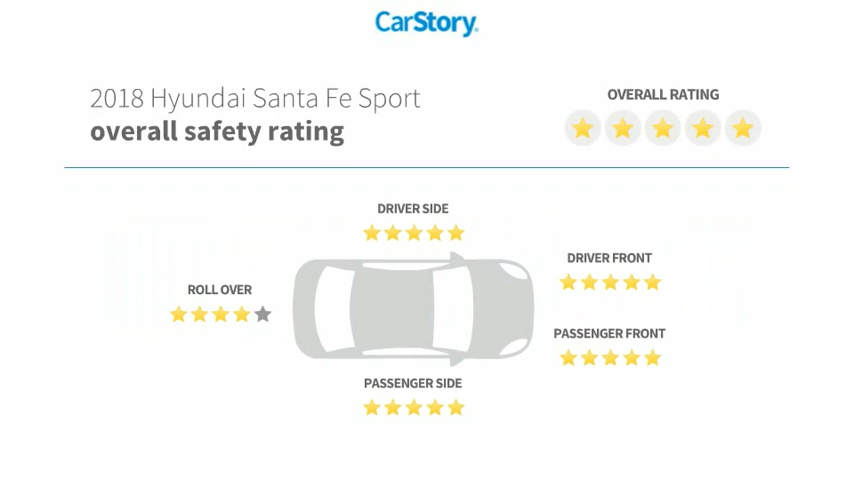 CarStory.
2018 Hyundai Santa Fe Sport
overall safety rating
OVERALL RATING
DRIVER SIDE
DRIVER FRONT
ROLL OVER
PASSENGER FRONT
PASSENGER SIDE